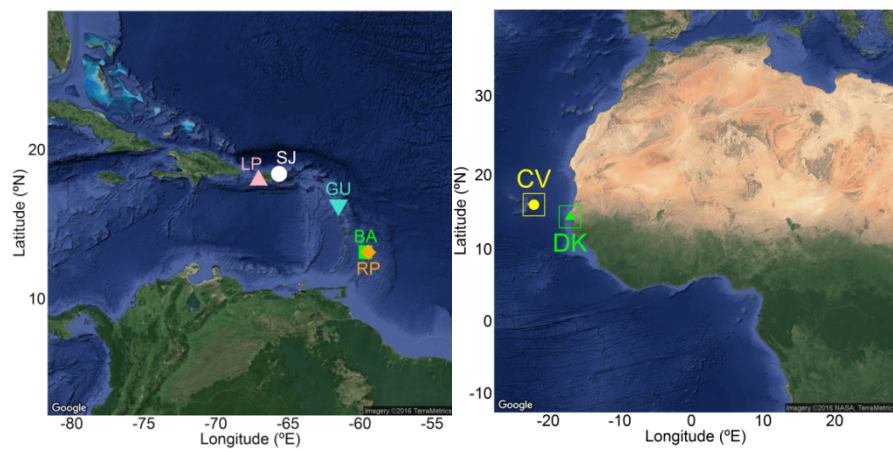 20
10
Latitude (ºN)
LP
SJ
GU
BA
RP
Google
Imagery ©2016 TerraMetrics
-80
-75
-70
-65
-60
-54
Longitude (ºE)
30
20
10
0
-10
Latitude (ºN)
CV
DK
Google
Imagery ©2016 NASA, TerraMetrics
-20
-10
0
10
20
Longitude (ºE)